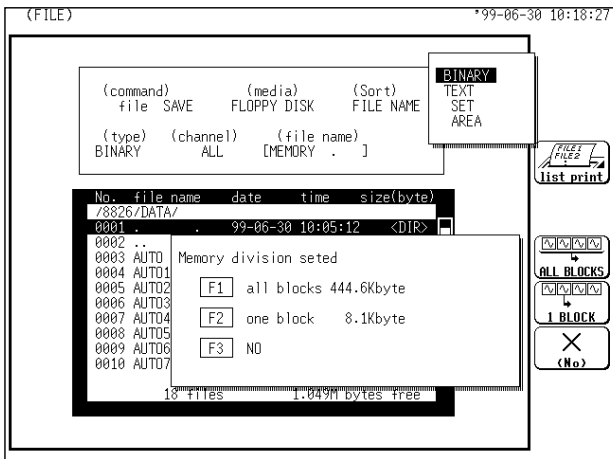 (FILE) '99-06-30 10:18:27
(command) (media) (Sort)
file SAVE FLOPPY DISK FILE NAME
(type) (channel) (file name)
BINARY ALL [MEMORY . ]
BINARY
TEXT
SET
AREA
FILE1
FILE2
list print
No. file name date time size(byte)
/8826/DATA/
0001 . . 99-06-30 10:05:12 <DIR>
0002 ..
0003 AUTO
0004 AUTO1
0005 AUTO2
0006 AUTO3
0007 AUTO4
0008 AUTO5
0009 AUTO6
0010 AUTO7
Memory division seted
F1 all blocks 444.6Kbyte
F2 one block 8.1Kbyte
F3 NO
18 files 1.049M bytes free
ALL BLOCKS
1 BLOCK
(No)